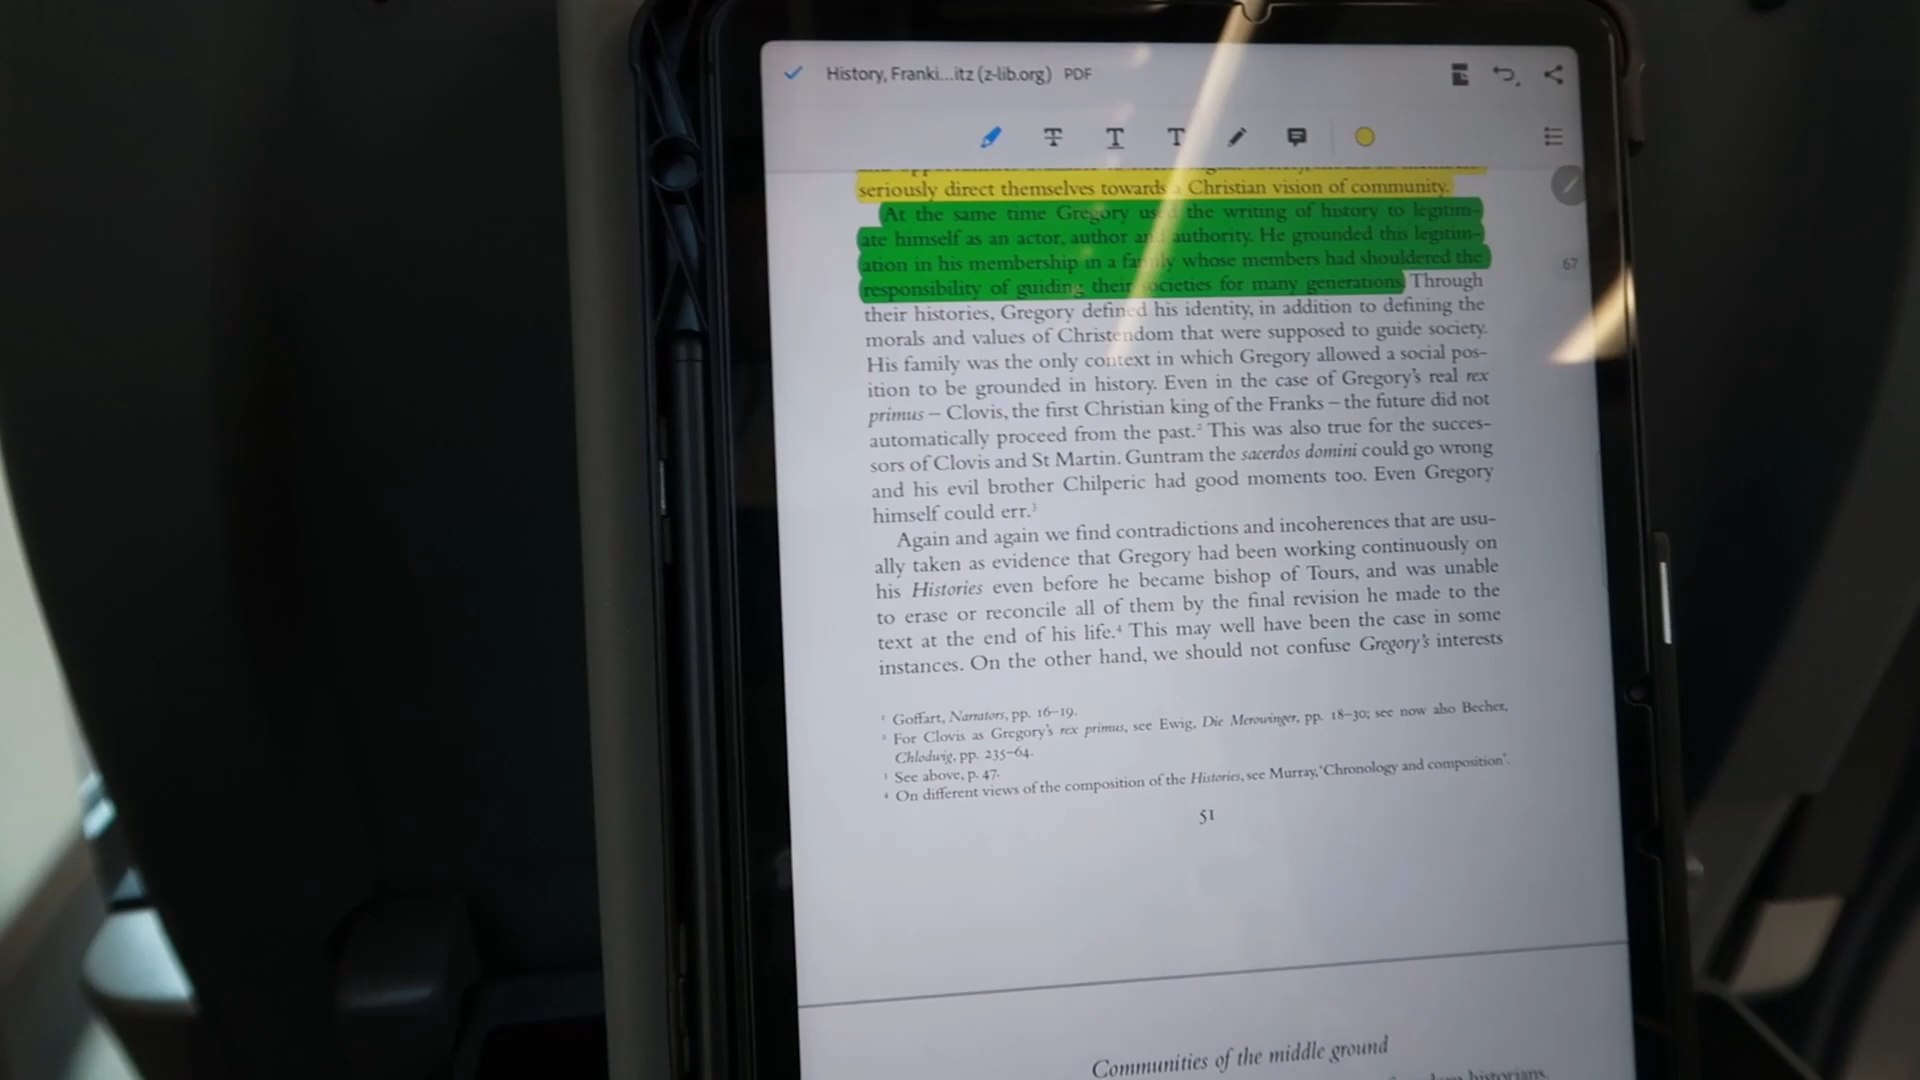 History, Franki...itz (z-lib.org) PDF
T T T
seriously direct themselves towards a Christian vision of community.
At the same time Gregory used the writing of history to legitim-
ate himself as an actor, author and authority. He grounded this legitim-
ation in his membership in a family whose members had shouldered the
responsibility of guiding their societies for many generations. Through
67
their histories, Gregory defined his identity, in addition to defining the
morals and values of Christendom that were supposed to guide society.
His family was the only context in which Gregory allowed a social pos-
ition to be grounded in history. Even in the case of Gregory's real rex
primus – Clovis, the first Christian king of the Franks – the future did not
automatically proceed from the past.² This was also true for the succes-
sors of Clovis and St Martin. Guntram the sacerdos domini could go wrong
and his evil brother Chilperic had good moments too. Even Gregory
himself could err.³
Again and again we find contradictions and incoherences that are usu-
ally taken as evidence that Gregory had been working continuously on
his Histories even before he became bishop of Tours, and was unable
to erase or reconcile all of them by the final revision he made to the
text at the end of his life.⁴ This may well have been the case in some
instances. On the other hand, we should not confuse Gregory's interests
¹ Goffart, Narrators, pp. 16–19.
² For Clovis as Gregory's rex primus, see Ewig, Die Merowinger, pp. 18–30; see now also Becher,
Chlodwig, pp. 235–64.
³ See above, p. 47.
⁴ On different views of the composition of the Histories, see Murray, 'Chronology and composition'.
51
Communities of the middle ground
historians,